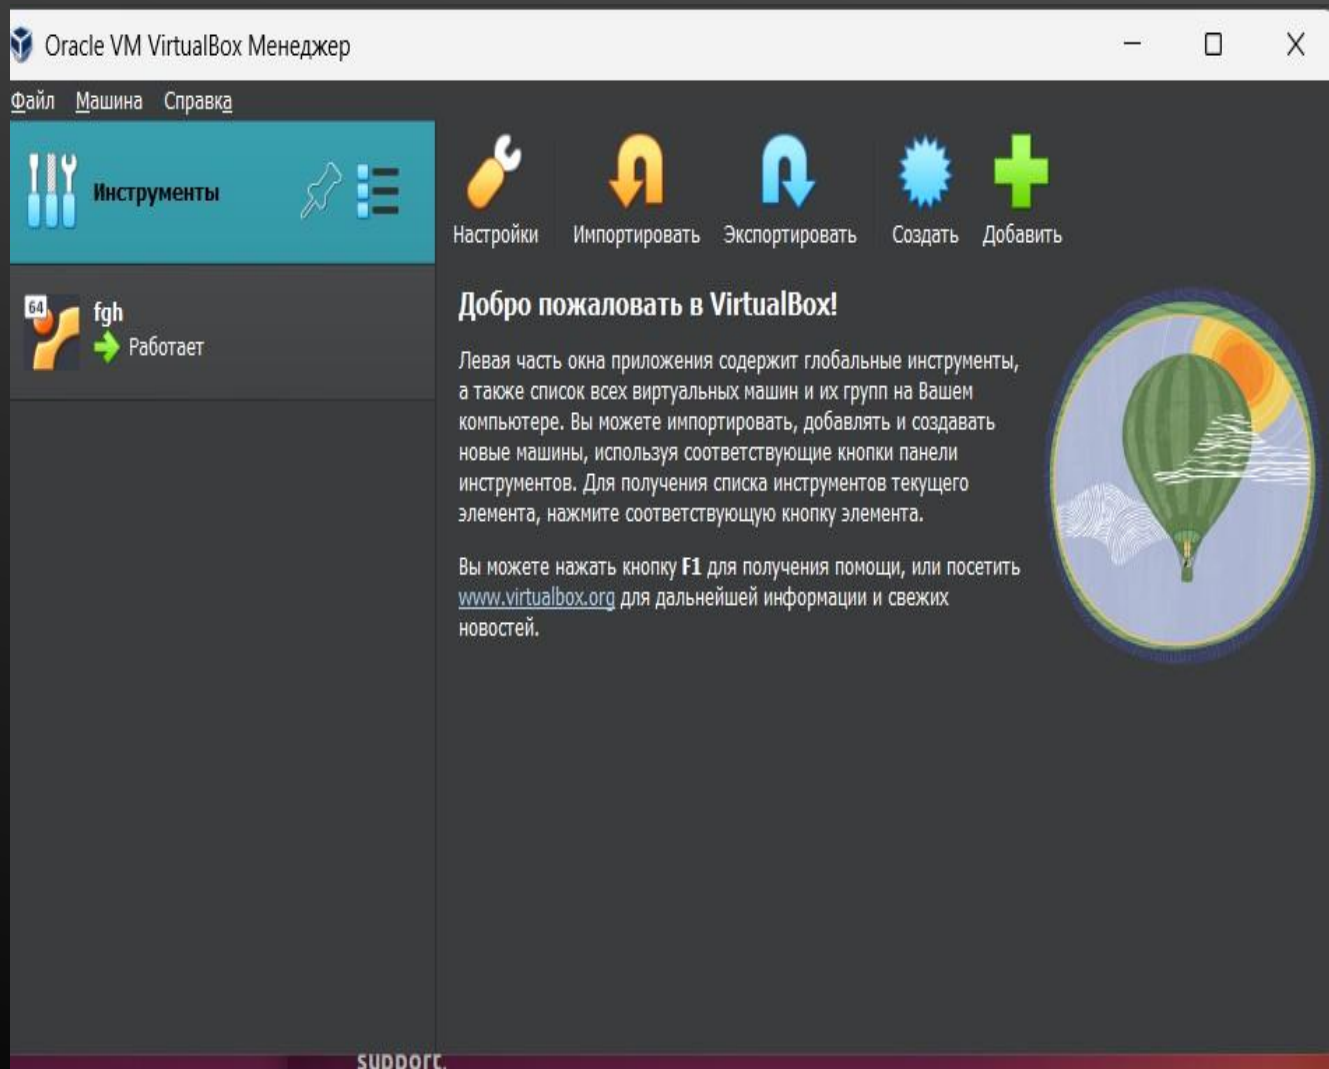 Oracle VM VirtualBox Менеджер
Файл Машина Справка
Инструменты
Настройки Импортировать Экспортировать Создать Добавить
64
fgh
Работает
Добро пожаловать в VirtualBox!
Левая часть окна приложения содержит глобальные инструменты,
а также список всех виртуальных машин и их групп на Вашем
компьютере. Вы можете импортировать, добавлять и создавать
новые машины, используя соответствующие кнопки панели
инструментов. Для получения списка инструментов текущего
элемента, нажмите соответствующую кнопку элемента.
Вы можете нажать кнопку F1 для получения помощи, или посетить
www.virtualbox.org для дальнейшей информации и свежих
новостей.
support.